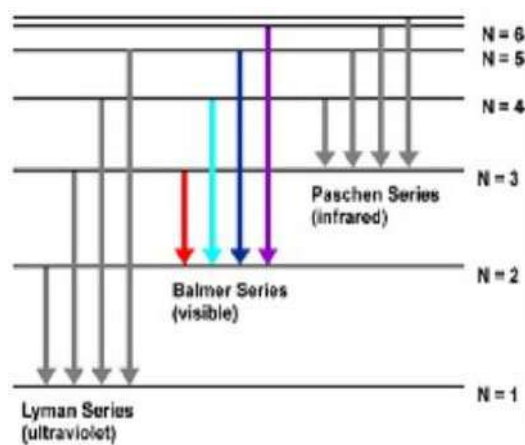 N = 6
N = 5
N = 4
N = 3
Paschen Series
(infrared)
N = 2
Balmer Series
(visible)
N = 1
Lyman Series
(ultraviolet)